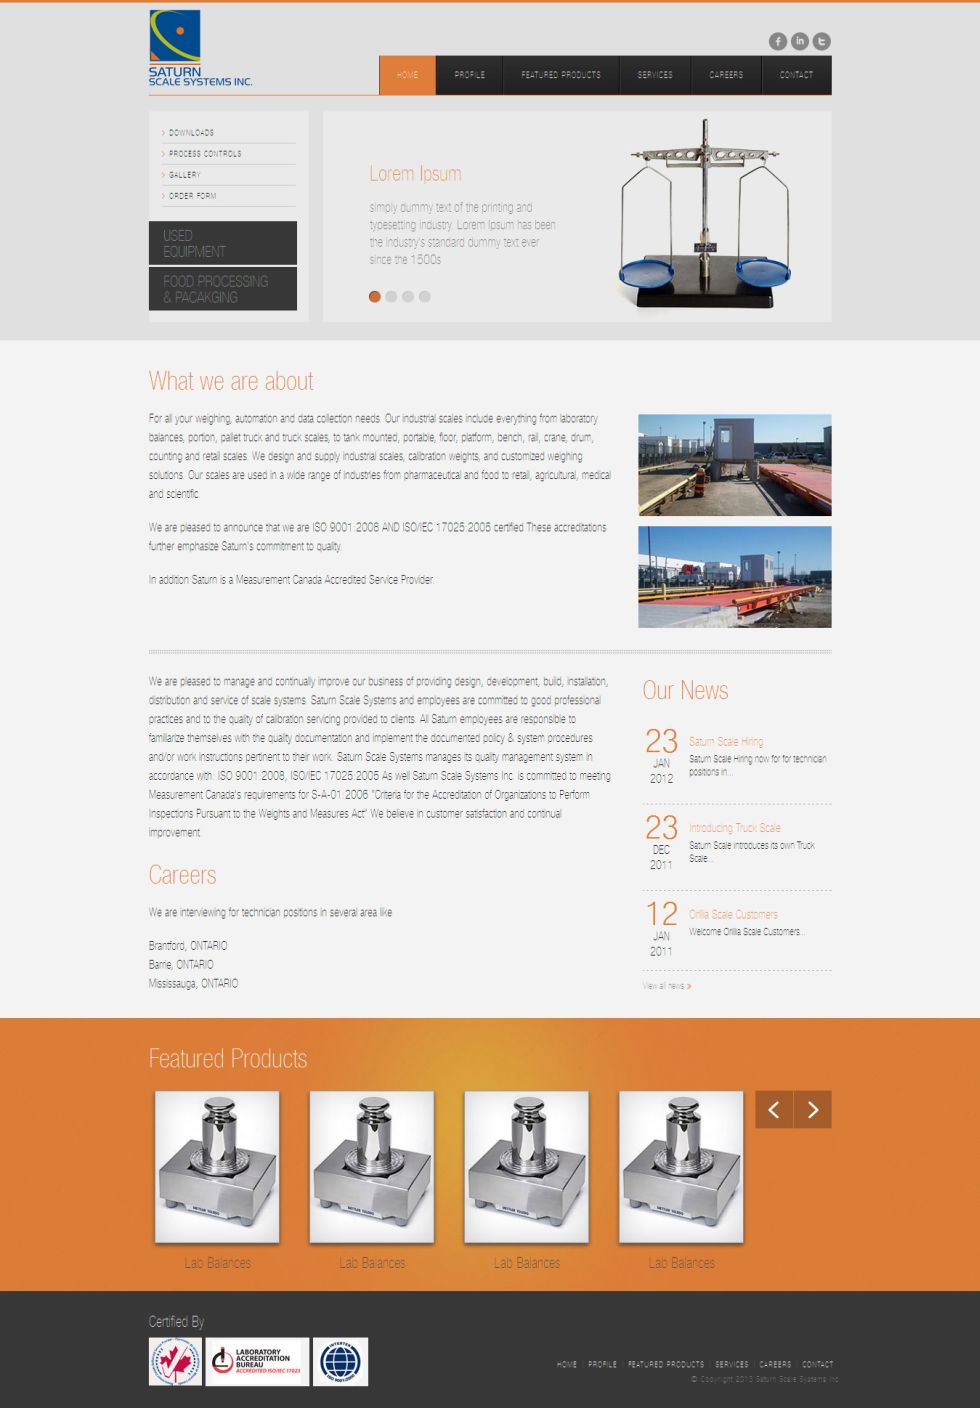 SATURN
SCALE SYSTEMS INC.
HOME
PROFILE
FEATURED PRODUCTS
SERVICES
CAREERS
CONTACT
DOWNLOADS
PROCESS CONTROLS
GALLERY
ORDER FORM
USED
EQUIPMENT
FOOD PROCESSING
& PACAKGING
Lorem Ipsum
simply dummy text of the printing and
typesetting industry. Lorem Ipsum has been
the industry's standard dummy text ever
since the 1500s
What we are about
For all your weighing, automation and data collection needs. Our industrial scales include everything from laboratory
balances, portion, pallet truck and truck scales, to tank mounted, portable, floor, platform, bench, rail, crane, drum,
counting and retail scales. We design and supply industrial scales, calibration weights, and customized weighing
solutions. Our scales are used in a wide range of industries from pharmaceutical and food to retail, agricultural, medical
and scientific.
We are pleased to announce that we are ISO 9001:2008 AND ISO/IEC 17025:2005 certified These accreditations
further emphasize Saturn's commitment to quality.
In addition Saturn is a Measurement Canada Accredited Service Provider.
We are pleased to manage and continually improve our business of providing design, development, build, installation,
distribution and service of scale systems. Saturn Scale Systems and employees are committed to good professional
practices and to the quality of calibration servicing provided to clients. All Saturn employees are responsible to
familiarize themselves with the quality documentation and implement the documented policy & system procedures
and/or work instructions pertinent to their work. Saturn Scale Systems manages its quality management system in
accordance with: ISO 9001:2008, ISO/IEC 17025:2005 As well Saturn Scale Systems Inc. is committed to meeting
Measurement Canada's requirements for S-A-01:2006 "Criteria for the Accreditation of Organizations to Perform
Inspections Pursuant to the Weights and Measures Act" We believe in customer satisfaction and continual
improvement.
Careers
We are interviewing for technician positions in several area like
Brantford, ONTARIO
Barrie, ONTARIO
Mississauga, ONTARIO
Our News
23
JAN
2012
Saturn Scale Hiring
Saturn Scale Hiring now for for technician
positions in...
23
DEC
2011
Introducing Truck Scale
Saturn Scale introduces its own Truck
Scale...
12
JAN
2011
Orillia Scale Customers
Welcome Orillia Scale Customers...
View all news
Featured Products
METTLER TOLEDO
METTLER TOLEDO
METTLER TOLEDO
METTLER TOLEDO
Lab Balances
Lab Balances
Lab Balances
Lab Balances
Certified By
LABORATORY
ACCREDITATION
BUREAU
ACCREDITED ISO/IEC 17025
INTERTEK
HOME | PROFILE | FEATURED PRODUCTS | SERVICES | CAREERS | CONTACT
© Copyright 2013 Saturn Scale Systems Inc.